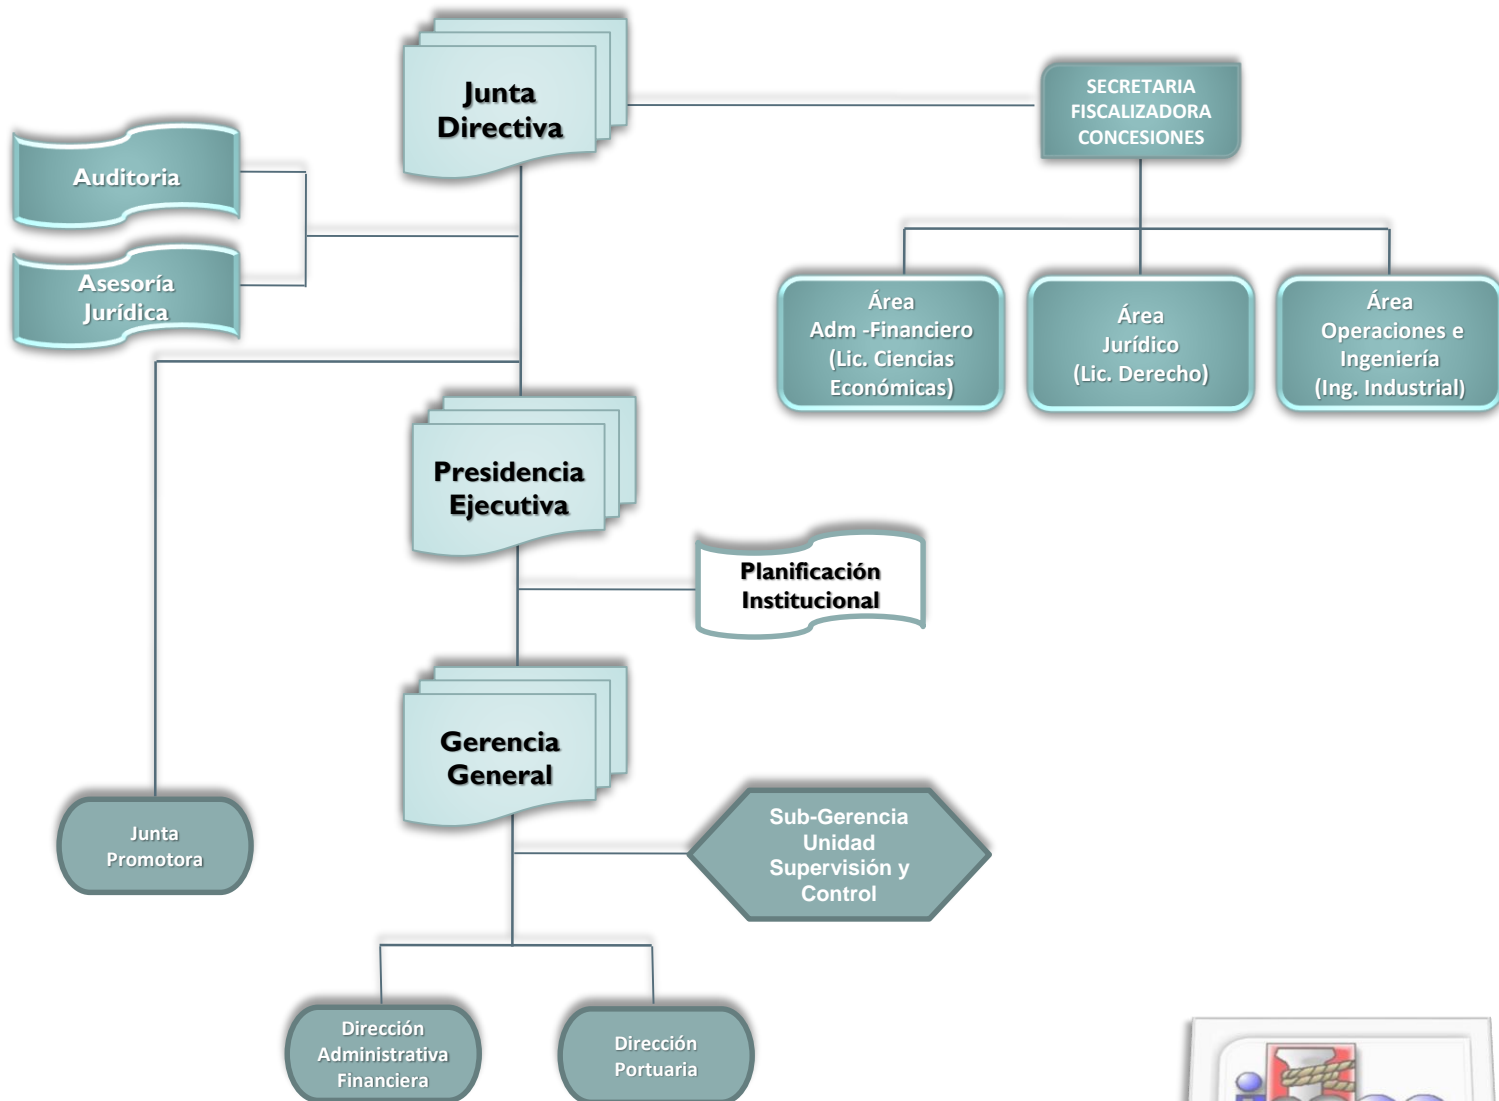 Junta
Directiva
SECRETARIA
FISCALIZADORA
CONCESIONES
Auditoria
Asesoría
Jurídica
Área
Adm -Financiero
(Lic. Ciencias
Económicas)
Área
Jurídico
(Lic. Derecho)
Área
Operaciones e
Ingeniería
(Ing. Industrial)
Presidencia
Ejecutiva
Planificación
Institucional
Gerencia
General
Junta
Promotora
Sub-Gerencia
Unidad
Supervisión y
Control
Dirección
Administrativa
Financiera
Dirección
Portuaria